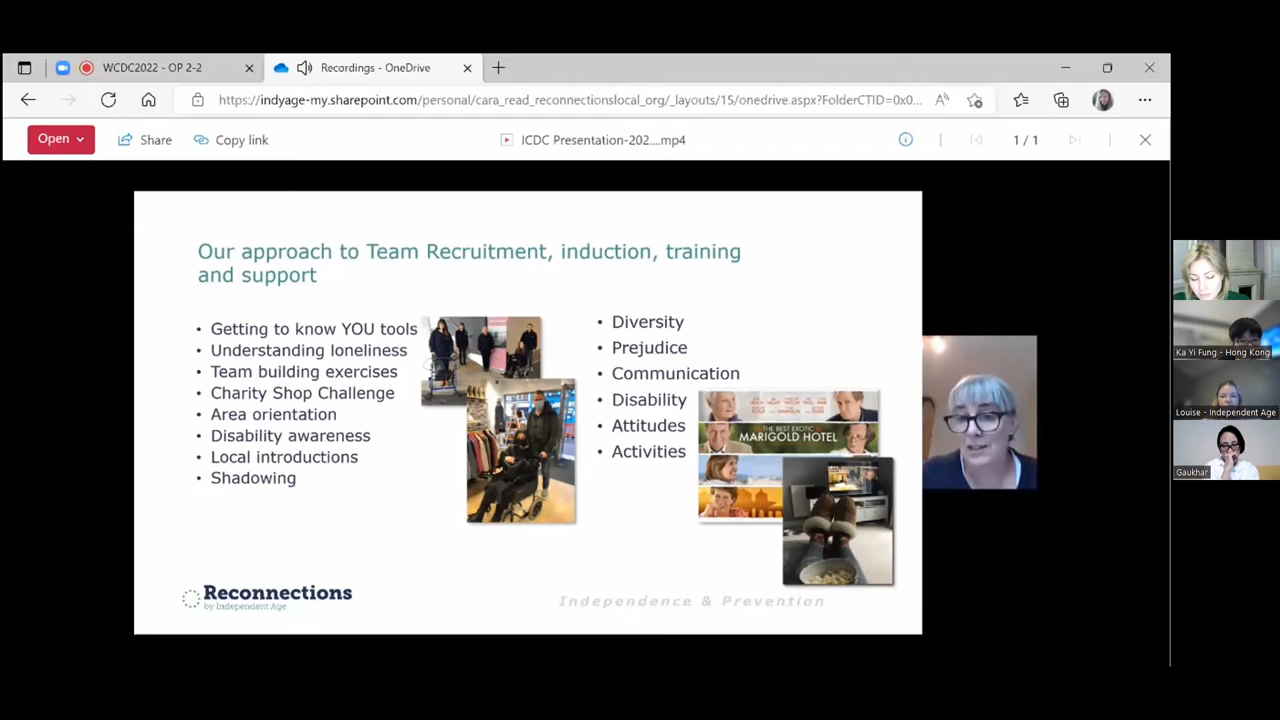 WCDC2022 - OP 2-2
Recordings - OneDrive
https://indyage-my.sharepoint.com/personal/cara_read_reconnectionslocal_org/_layouts/15/onedrive.aspx?FolderCTID=0x0...
Open
Share
Copy link
ICDC Presentation-202....mp4
1 / 1
Our approach to Team Recruitment, induction, training
and support
• Getting to know YOU tools
• Understanding loneliness
• Team building exercises
• Charity Shop Challenge
• Area orientation
• Disability awareness
• Local introductions
• Shadowing
• Diversity
• Prejudice
• Communication
• Disability
• Attitudes
• Activities
THE BEST EXOTIC
MARIGOLD HOTEL
Reconnections
by Independent Age
Independence & Prevention
Ka Yi Fung - Hong Kong
Louise - Independent Age
Gaukhar